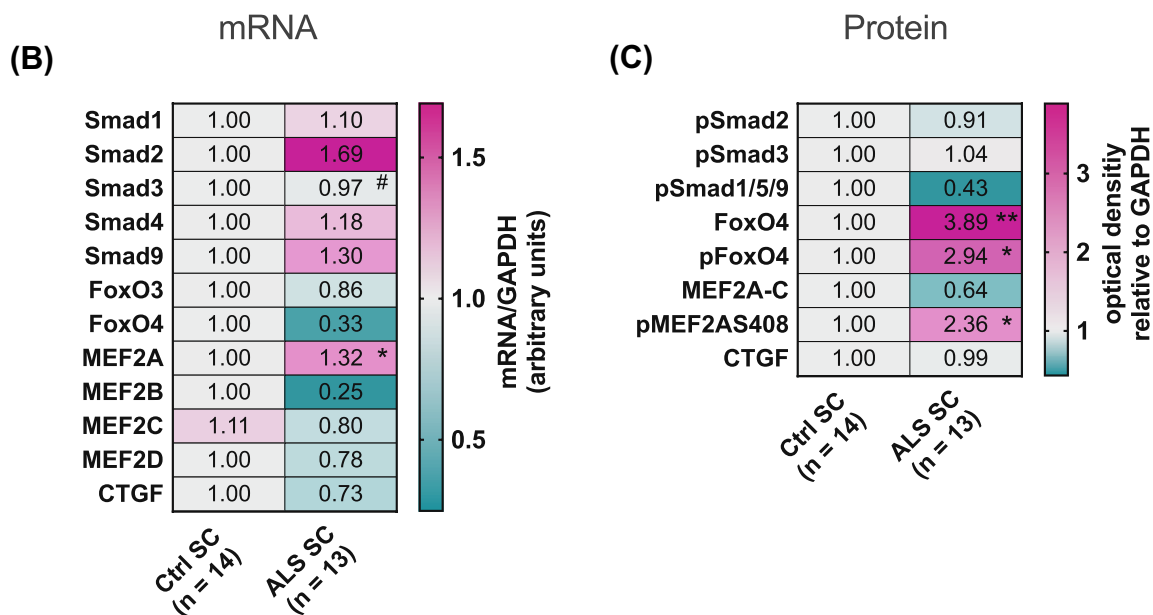 mRNA
Protein
(B)
Smad1 1.00 1.10
Smad2 1.00 1.69
Smad3 1.00 0.97 #
Smad4 1.00 1.18
Smad9 1.00 1.30
FoxO3 1.00 0.86
FoxO4 1.00 0.33
MEF2A 1.00 1.32 *
MEF2B 1.00 0.25
MEF2C 1.11 0.80
MEF2D 1.00 0.78
CTGF 1.00 0.73
Ctrl SC
(n = 14)
ALS SC
(n = 13)
1.5
1.0
0.5
mRNA/GAPDH
(arbitrary units)
(C)
pSmad2 1.00 0.91
pSmad3 1.00 1.04
pSmad1/5/9 1.00 0.43
FoxO4 1.00 3.89 **
pFoxO4 1.00 2.94 *
MEF2A-C 1.00 0.64
pMEF2AS408 1.00 2.36 *
CTGF 1.00 0.99
Ctrl SC
(n = 14)
ALS SC
(n = 13)
3
2
1
optical densitiy
relative to GAPDH